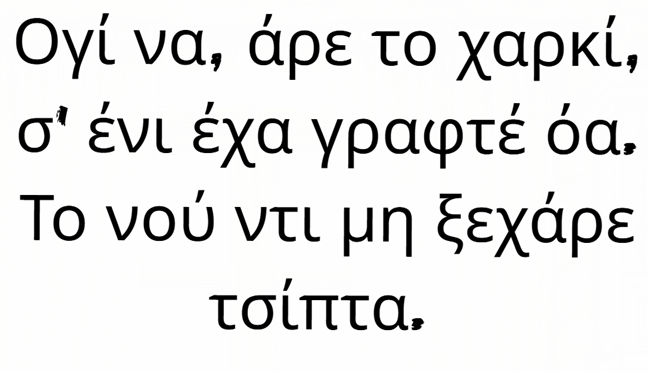 Ογί να, άρε το χαρκί,
σ' ένι έχα γραφτέ όα.
Το νού ντι μη ξεχάρε
τσίπτα.